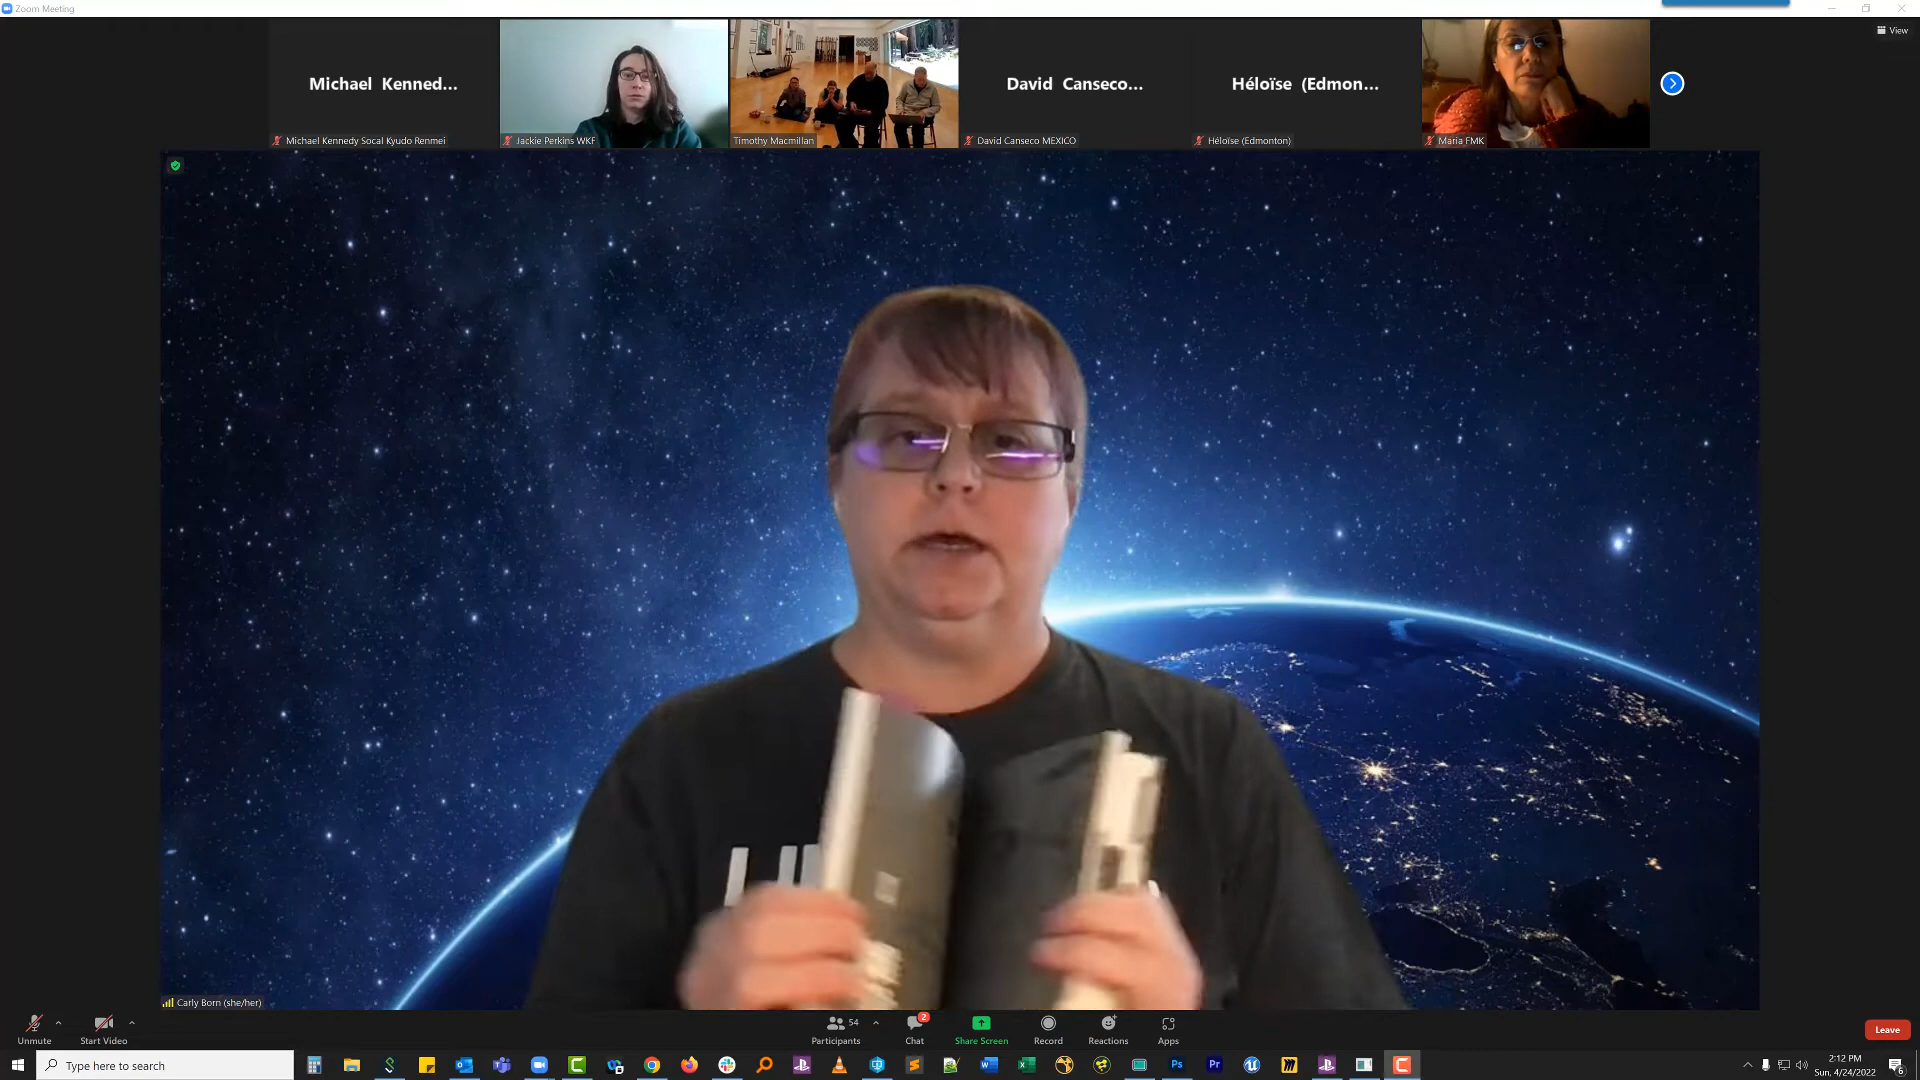 Zoom Meeting
View
Michael Kenned...
David Canseco...
Héloïse (Edmon...
Michael Kennedy Socal Kyudo Renmei
Jackie Perkins WKF
Timothy Macmillan
David Canseco MEXICO
Héloïse (Edmonton)
Maria FMK
Carly Born (she/her)
54
2
Unmute
Start Video
Participants
Chat
Share Screen
Record
Reactions
Apps
Leave
Type here to search
2:12 PM
Sun, 4/24/2022
6